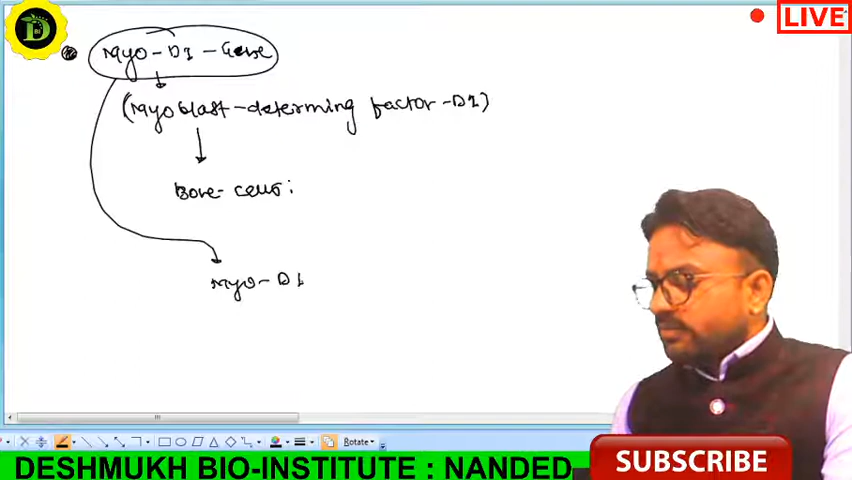 LIVE
Myo-D1-Gene
(Myoblast-determing factor-D1)
Bone-cells:
Myo-D1
Rotate
DESHMUKH BIO-INSTITUTE : NANDED
SUBSCRIBE